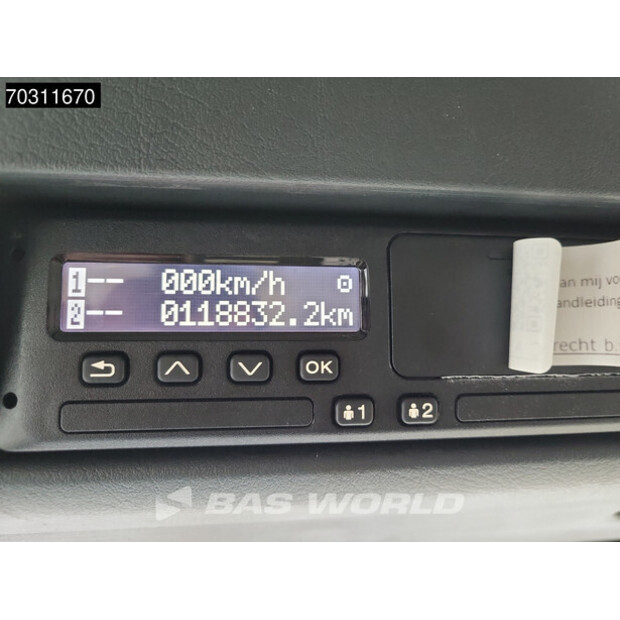 70311670
1-- 000km/h
2-- 0118832.2km
OK
1 2
an mij vo
andleiding
recht b.
BAS WORLD